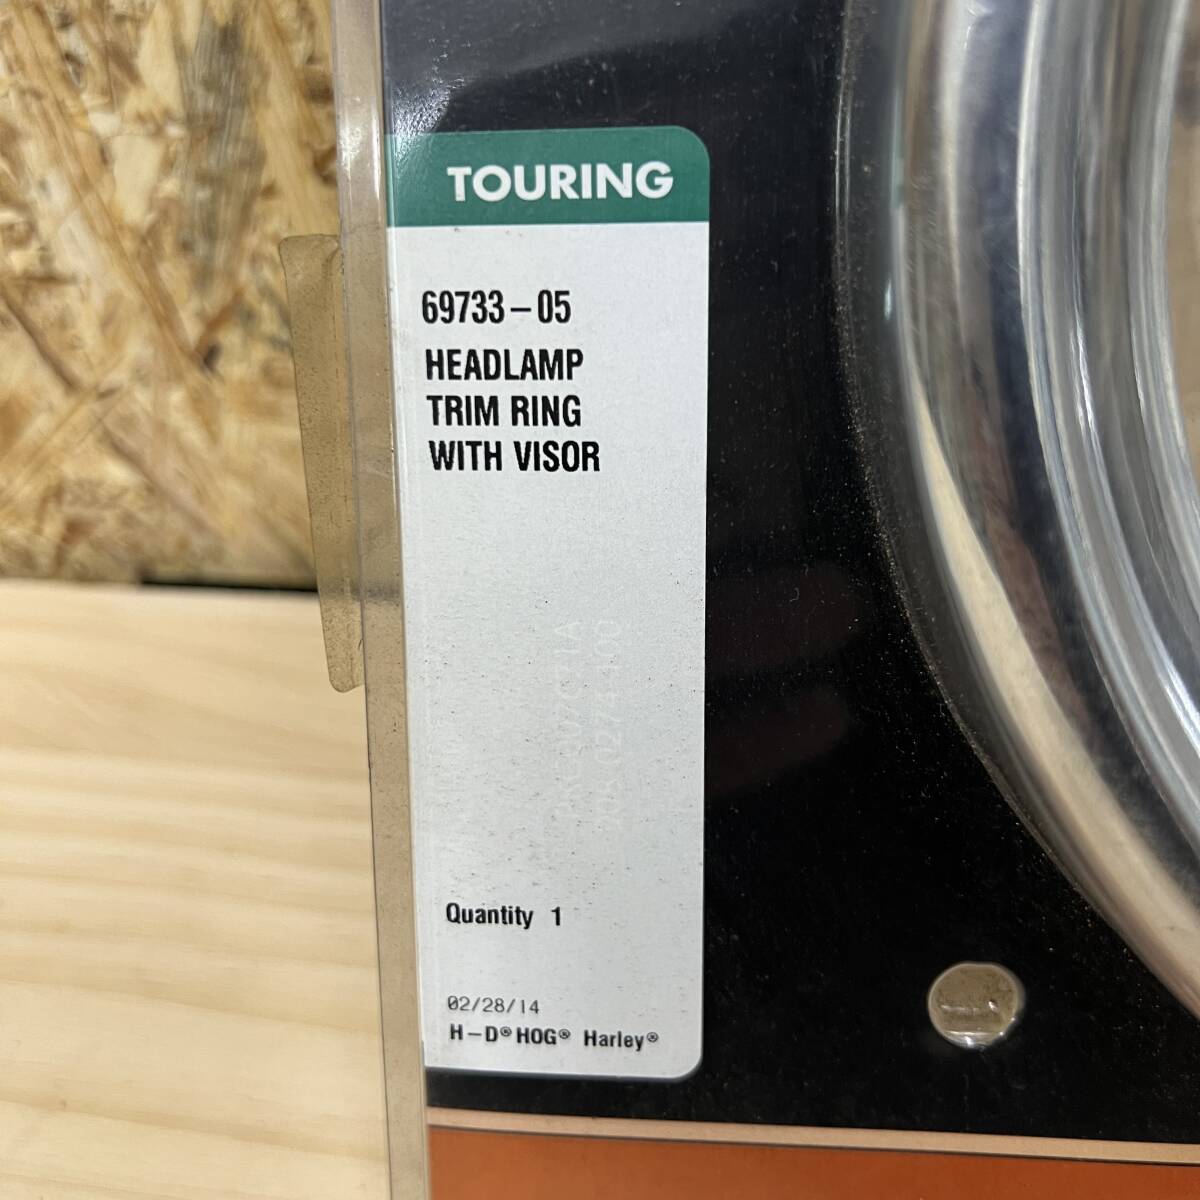 TOURING
69733-05
HEADLAMP
TRIM RING
WITH VISOR
Quantity 1
02/28/14
H-D® HOG® Harley®